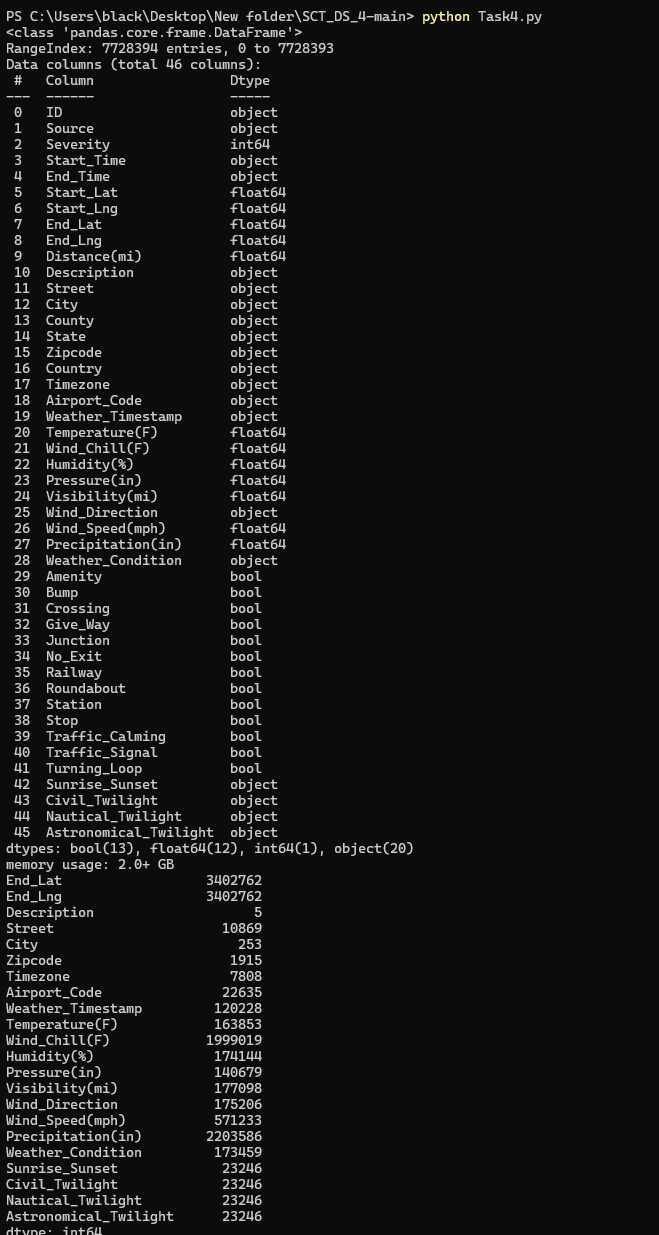 PS C:\Users\black\Desktop\New folder\SCT_DS_4-main> python Task4.py
<class 'pandas.core.frame.DataFrame'>
RangeIndex: 7728394 entries, 0 to 7728393
Data columns (total 46 columns):
 #   Column                 Dtype
---  ------                 -----
 0   ID                     object
 1   Source                 object
 2   Severity               int64
 3   Start_Time             object
 4   End_Time               object
 5   Start_Lat              float64
 6   Start_Lng              float64
 7   End_Lat                float64
 8   End_Lng                float64
 9   Distance(mi)           float64
 10  Description            object
 11  Street                 object
 12  City                   object
 13  County                 object
 14  State                  object
 15  Zipcode                object
 16  Country                object
 17  Timezone               object
 18  Airport_Code           object
 19  Weather_Timestamp      object
 20  Temperature(F)         float64
 21  Wind_Chill(F)          float64
 22  Humidity(%)            float64
 23  Pressure(in)           float64
 24  Visibility(mi)         float64
 25  Wind_Direction         object
 26  Wind_Speed(mph)        float64
 27  Precipitation(in)      float64
 28  Weather_Condition      object
 29  Amenity                bool
 30  Bump                   bool
 31  Crossing               bool
 32  Give_Way               bool
 33  Junction               bool
 34  No_Exit                bool
 35  Railway                bool
 36  Roundabout             bool
 37  Station                bool
 38  Stop                   bool
 39  Traffic_Calming        bool
 40  Traffic_Signal         bool
 41  Turning_Loop           bool
 42  Sunrise_Sunset         object
 43  Civil_Twilight         object
 44  Nautical_Twilight      object
 45  Astronomical_Twilight  object
dtypes: bool(13), float64(12), int64(1), object(20)
memory usage: 2.0+ GB
End_Lat                  3402762
End_Lng                  3402762
Description                    5
Street                     10869
City                         253
Zipcode                     1915
Timezone                    7808
Airport_Code               22635
Weather_Timestamp         120228
Temperature(F)            163853
Wind_Chill(F)            1999019
Humidity(%)               174144
Pressure(in)              140679
Visibility(mi)            177098
Wind_Direction            175206
Wind_Speed(mph)           571233
Precipitation(in)        2203586
Weather_Condition         173459
Sunrise_Sunset             23246
Civil_Twilight             23246
Nautical_Twilight          23246
Astronomical_Twilight      23246
dtype: int64